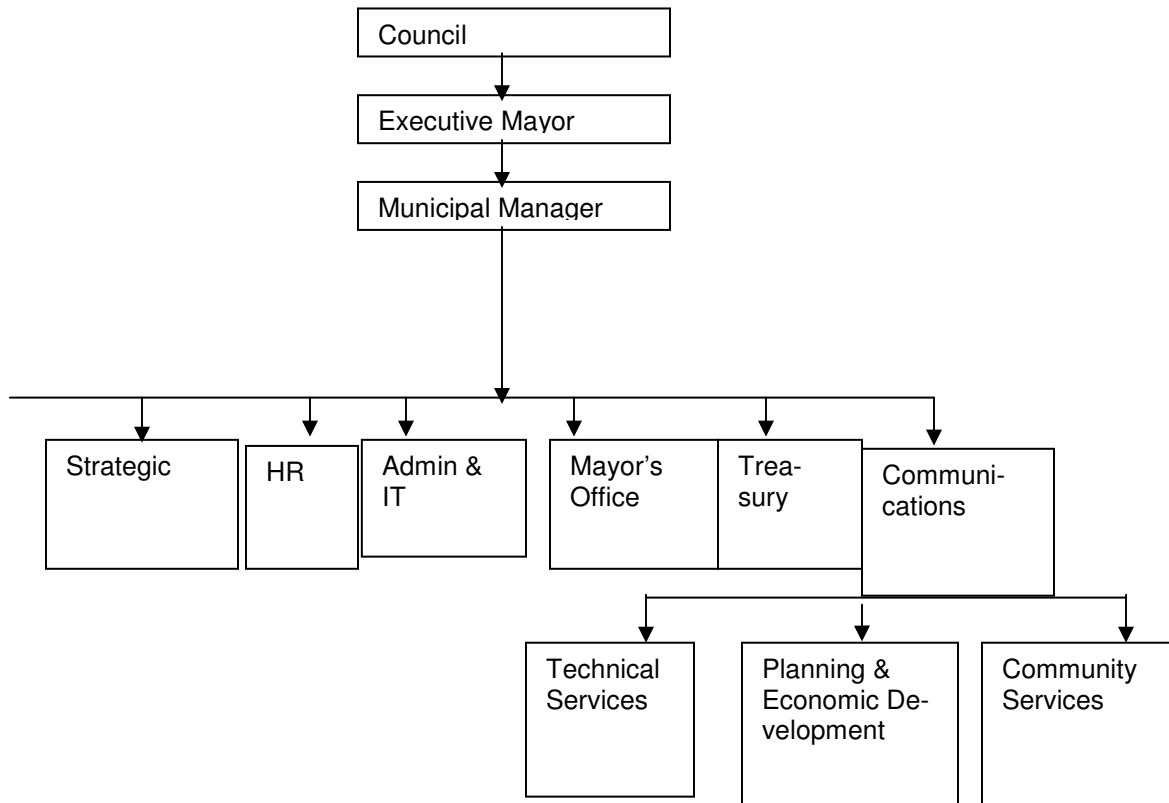 Council
Executive Mayor
Municipal Manager
Strategic
HR
Admin &
IT
Mayor's
Office
Trea-
sury
Communi-
cations
Technical
Services
Planning &
Economic De-
velopment
Community
Services